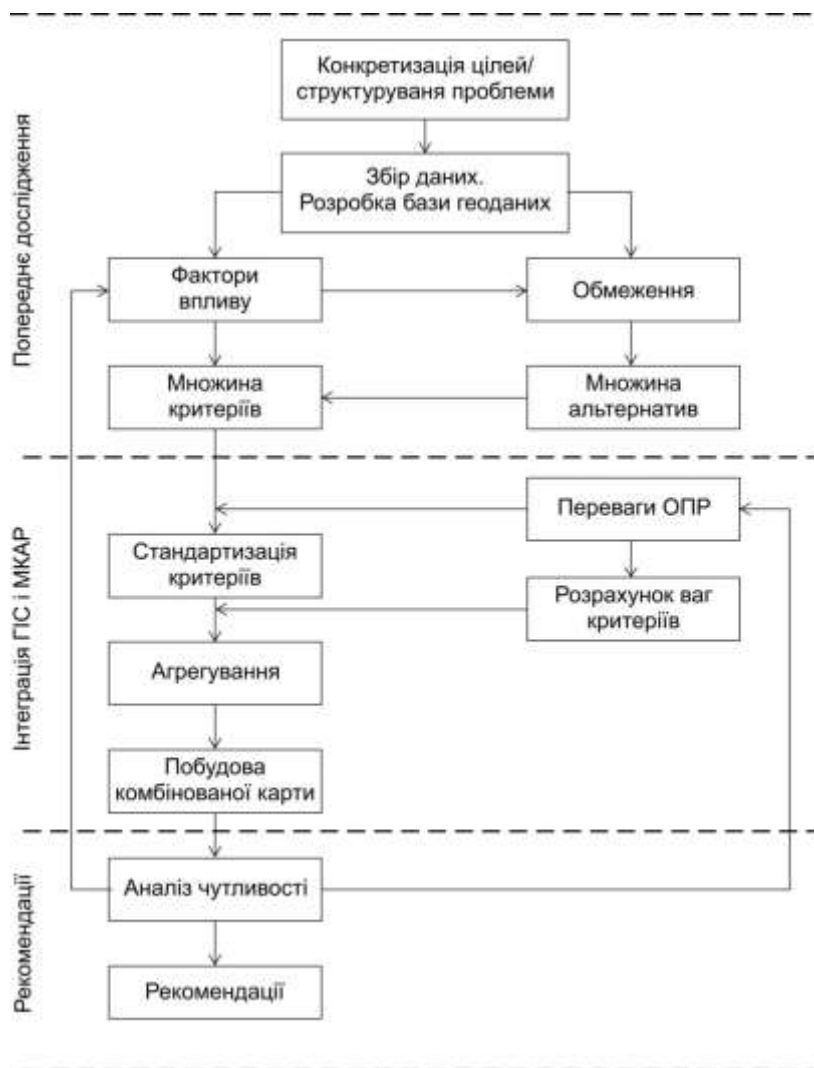 Попереднє дослідження
Конкретизація цілей/
структуруваня проблеми
Збір даних.
Розробка бази геоданих
Фактори
впливу
Обмеження
Множина
критеріїв
Множина
альтернатив
Інтеграція ГІС і МКАР
Переваги ОПР
Стандартизація
критеріїв
Розрахунок ваг
критеріїв
Агрегування
Побудова
комбінованої карти
Рекомендації
Аналіз чутливості
Рекомендації